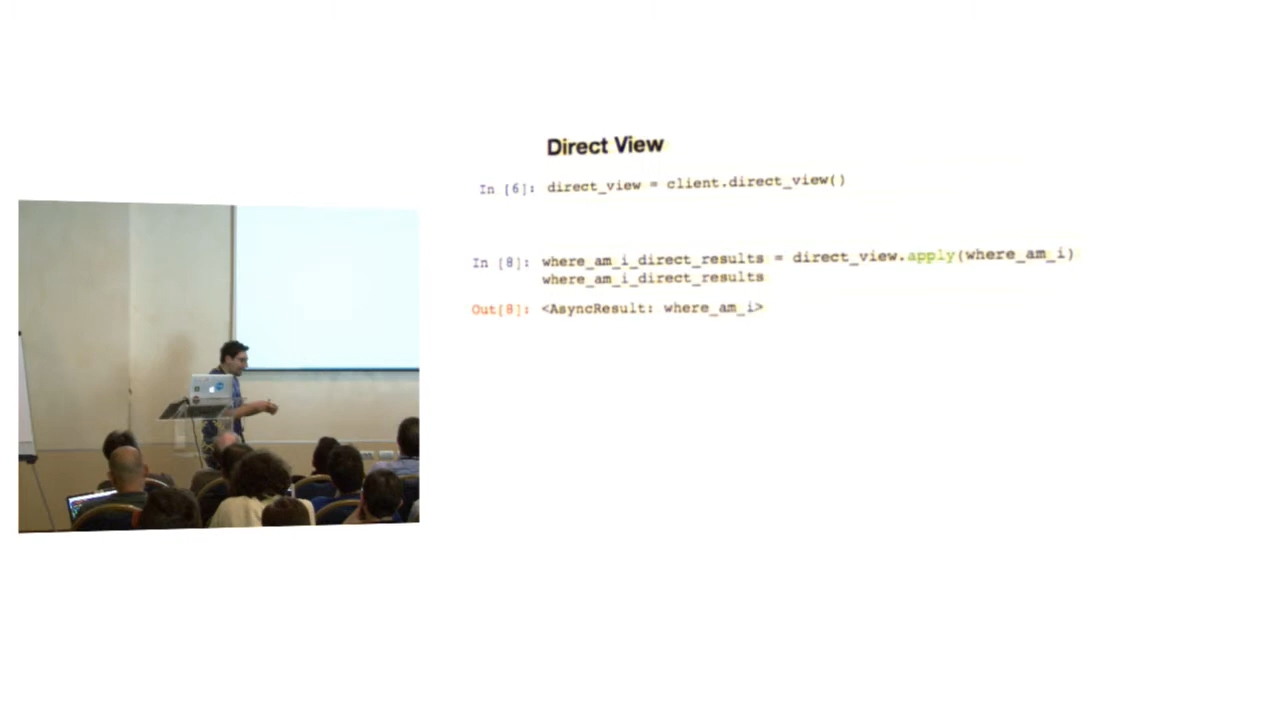 Direct View
In [6]: direct_view = client.direct_view()
In [8]: where_am_i_direct_results = direct_view.apply(where_am_i)
where_am_i_direct_results
Out[8]: <AsyncResult: where_am_i>